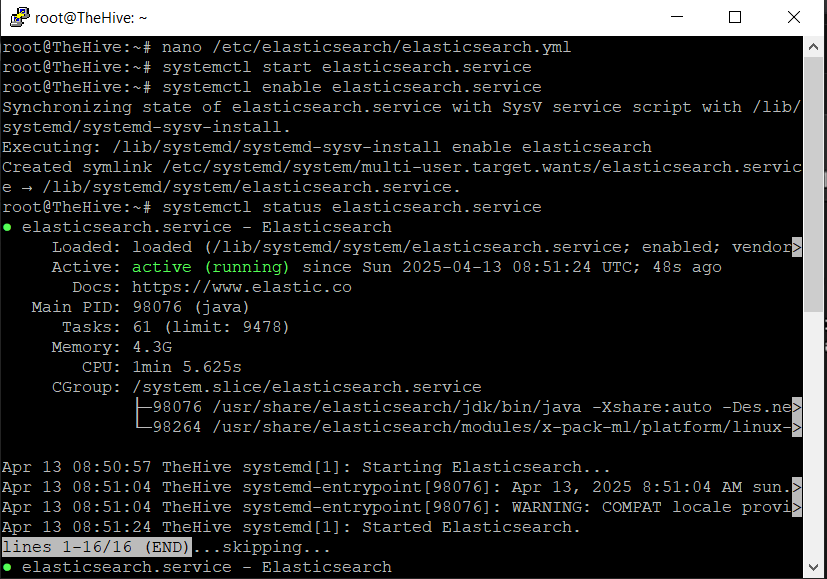 root@TheHive: ~
root@TheHive:~# nano /etc/elasticsearch/elasticsearch.yml
root@TheHive:~# systemctl start elasticsearch.service
root@TheHive:~# systemctl enable elasticsearch.service
Synchronizing state of elasticsearch.service with SysV service script with /lib/
systemd/systemd-sysv-install.
Executing: /lib/systemd/systemd-sysv-install enable elasticsearch
Created symlink /etc/systemd/system/multi-user.target.wants/elasticsearch.servic
e → /lib/systemd/system/elasticsearch.service.
root@TheHive:~# systemctl status elasticsearch.service
● elasticsearch.service - Elasticsearch
     Loaded: loaded (/lib/systemd/system/elasticsearch.service; enabled; vendor>
     Active: active (running) since Sun 2025-04-13 08:51:24 UTC; 48s ago
       Docs: https://www.elastic.co
   Main PID: 98076 (java)
      Tasks: 61 (limit: 9478)
     Memory: 4.3G
        CPU: 1min 5.625s
     CGroup: /system.slice/elasticsearch.service
             ├─98076 /usr/share/elasticsearch/jdk/bin/java -Xshare:auto -Des.ne>
             └─98264 /usr/share/elasticsearch/modules/x-pack-ml/platform/linux->
Apr 13 08:50:57 TheHive systemd[1]: Starting Elasticsearch...
Apr 13 08:51:04 TheHive systemd-entrypoint[98076]: Apr 13, 2025 8:51:04 AM sun.>
Apr 13 08:51:04 TheHive systemd-entrypoint[98076]: WARNING: COMPAT locale provi>
Apr 13 08:51:24 TheHive systemd[1]: Started Elasticsearch.
lines 1-16/16 (END)...skipping...
● elasticsearch.service - Elasticsearch